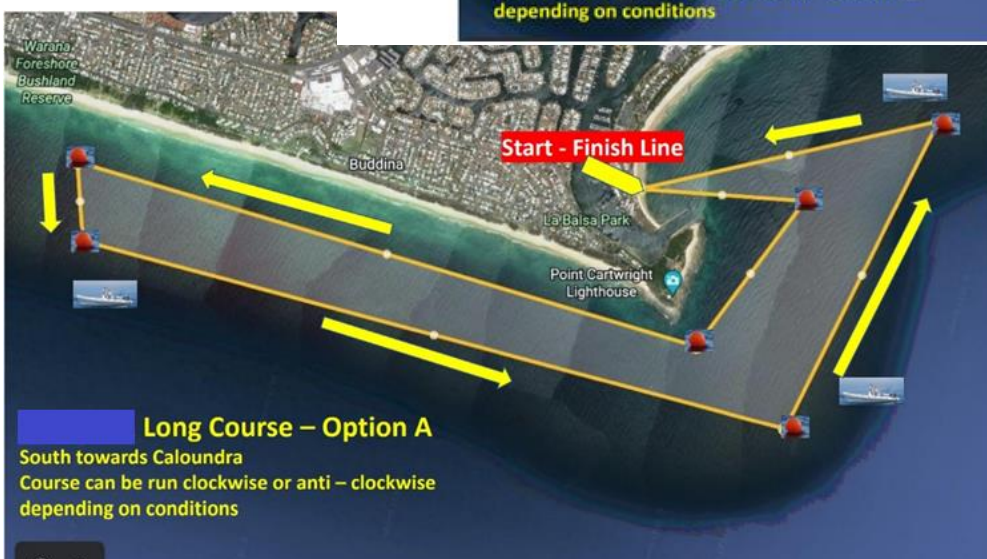 depending on conditions
Warana
Foreshore
Bushland
Reserve
Buddina
Start - Finish Line
La Balsa Park
Point Cartwright
Lighthouse
Long Course – Option A
South towards Caloundra
Course can be run clockwise or anti – clockwise
depending on conditions